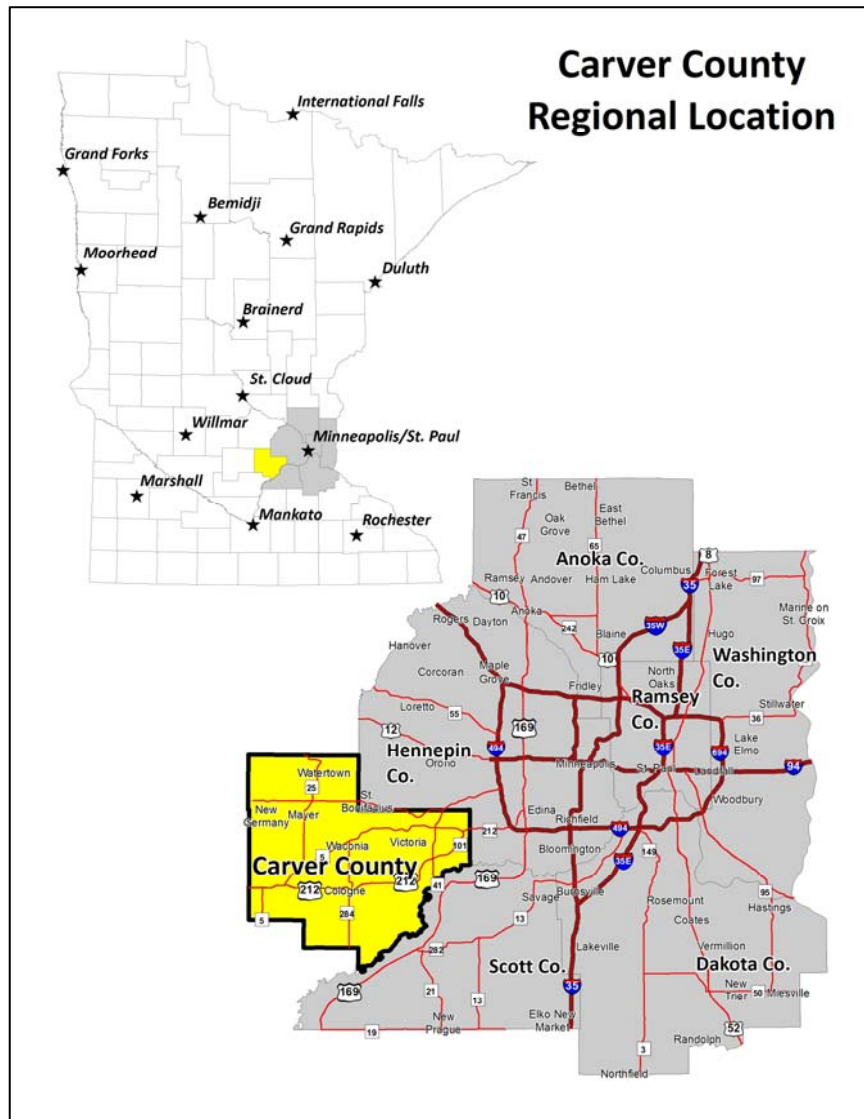 Carver County
Regional Location
International Falls
Grand Forks
Bemidji
Grand Rapids
Moorhead
Duluth
Brainerd
St. Cloud
Willmar
Minneapolis/St. Paul
Marshall
Mankato
Rochester
St
Francis
Bethel
East
Bethel
Oak
Grove
47
65
Anoka Co.
8
Columbus
Forest
Lake
97
Ramsey
Andover
Ham Lake
35
10
Anoka
Marine on
St. Croix
Rogers
Dayton
242
35W
Blaine
Hugo
Hanover
10
35E
Washington
Co.
Corcoran
Maple
Grove
North
Oaks
Fridley
Ramsey
Co.
Loretto
55
169
Stillwater
36
12
Hennepin
Co.
494
35E
694
Lake
Elmo
Orono
Minneapolis
St. Paul
Landfall
94
Watertown
25
St.
Bonifacius
Woodbury
New
Germany
Mayer
Edina
Richfield
Waconia
Victoria
212
494
5
101
Bloomington
149
Carver County
35E
212
Cologne
212
41
169
Burnsville
95
5
284
Savage
Rosemount
Hastings
13
Coates
282
Lakeville
Vermillion
Scott Co.
Dakota Co.
169
21
13
35
New
Trier
50
Miesville
19
New
Prague
Elko New
Market
52
3
Randolph
Northfield